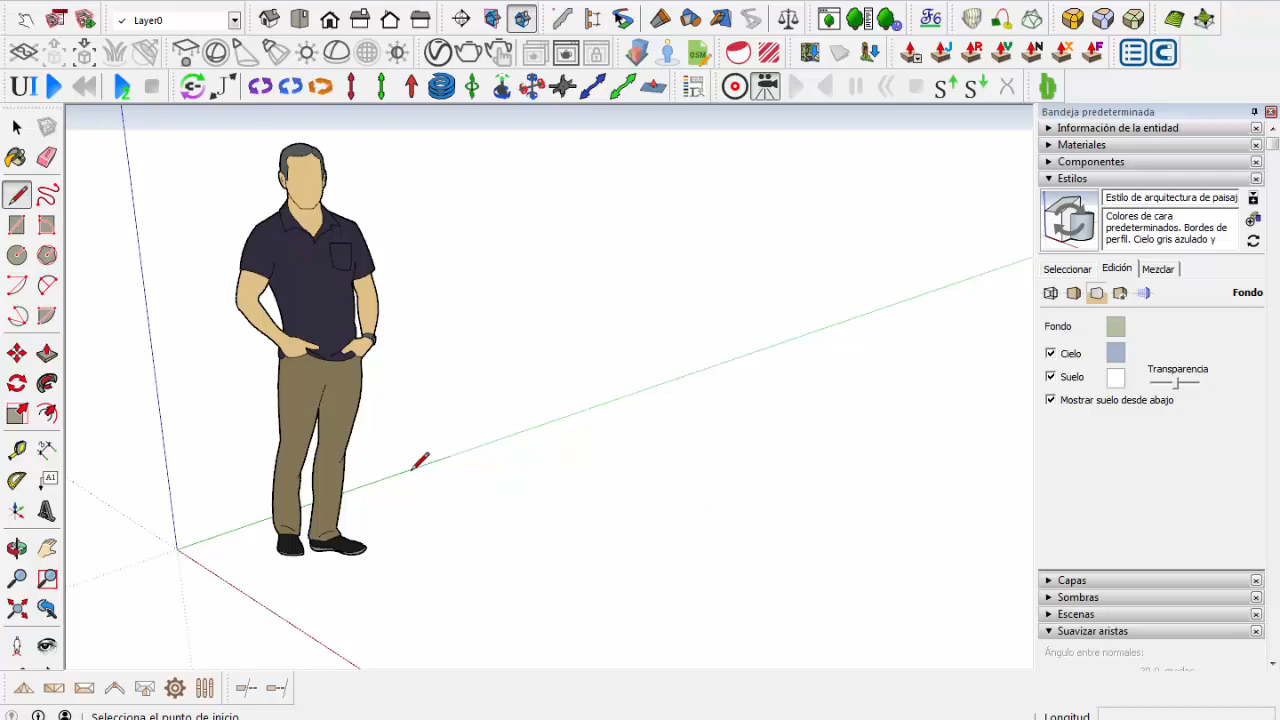 Layer0
UI
2
J
R
V
N
X
F
S
S
A1
Bandeja predeterminada
Información de la entidad
Materiales
Componentes
Estilos
Estilo de arquitectura de paisaj
Colores de cara
predeterminados. Bordes de
perfil. Cielo gris azulado y
Seleccionar
Edición
Mezclar
Fondo
Fondo
Cielo
Suelo
Transparencia
Mostrar suelo desde abajo
Capas
Sombras
Escenas
Suavizar aristas
Ángulo entre normales:
Selecciona el punto de inicio
Longitud